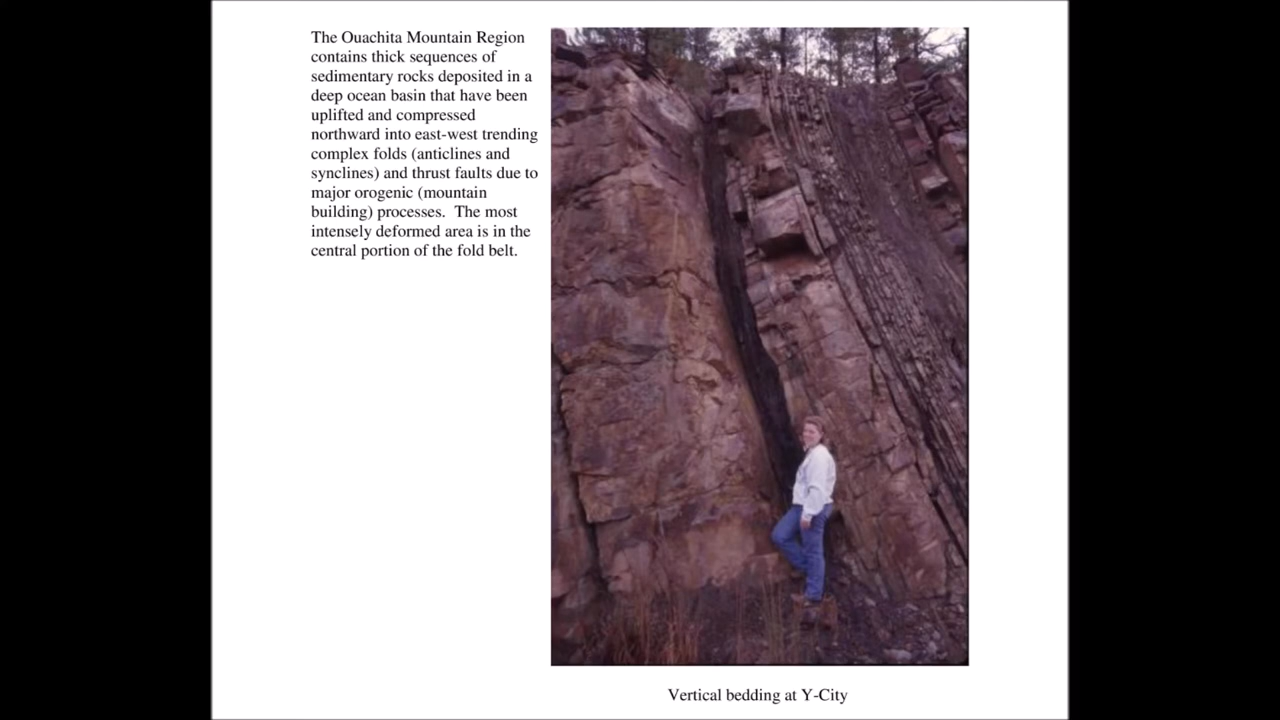 The Ouachita Mountain Region
contains thick sequences of
sedimentary rocks deposited in a
deep ocean basin that have been
uplifted and compressed
northward into east-west trending
complex folds (anticlines and
synclines) and thrust faults due to
major orogenic (mountain
building) processes.  The most
intensely deformed area is in the
central portion of the fold belt.
Vertical bedding at Y-City